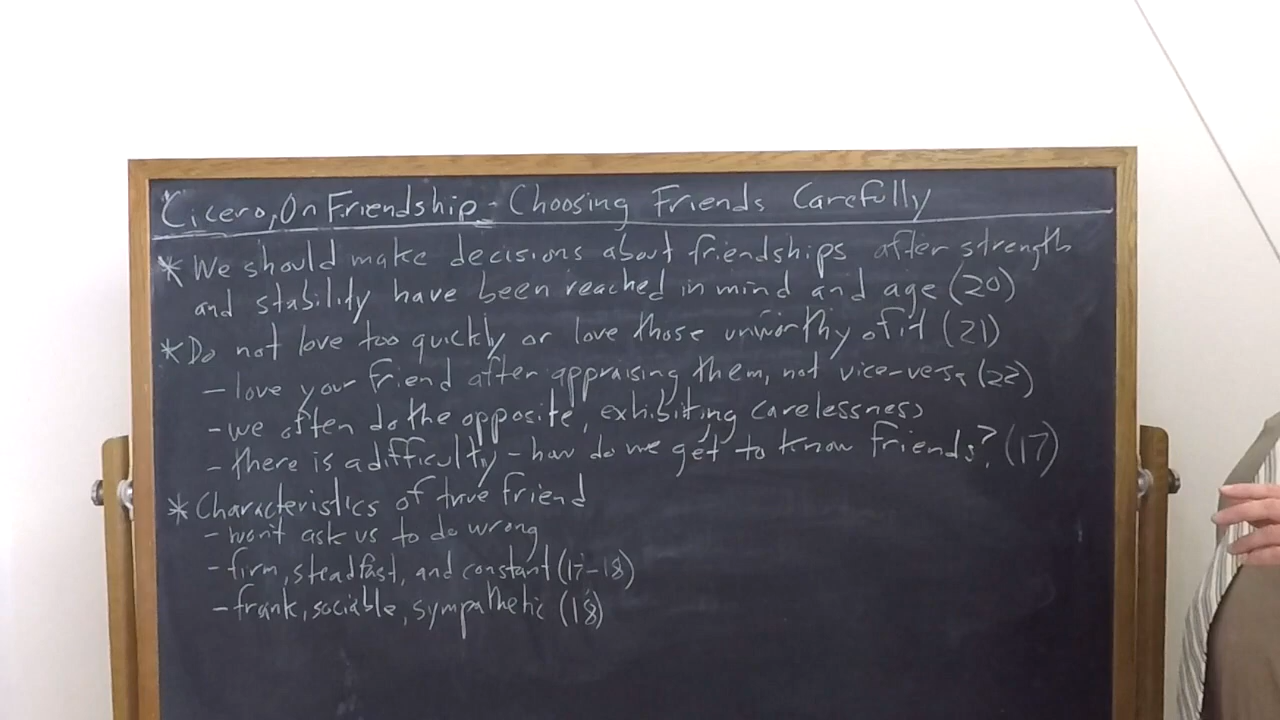 Cicero, On Friendship - Choosing Friends Carefully
* We should make decisions about friendships after strength
and stability have been reached in mind and age (20)
* Do not love too quickly or love those unworthy of it (21)
- love your friend after appraising them, not vice-versa (22)
- we often do the opposite, exhibiting carelessness
- there is a difficulty - how do we get to know friends? (17)
* Characteristics of true friend
- won't ask us to do wrong
- firm, steadfast, and constant (17-18)
- frank, sociable, sympathetic (18)